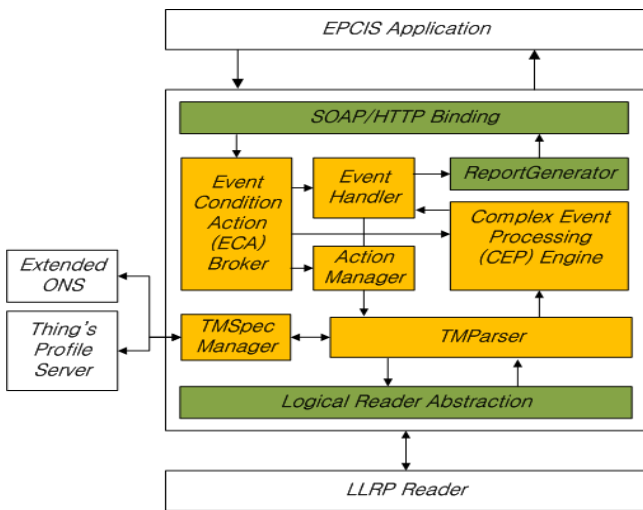 EPCIS Application
SOAP/HTTP Binding
Event
Condition
Action
(ECA)
Broker
Event
Handler
ReportGenerator
Complex Event
Processing
(CEP) Engine
Action
Manager
Extended
ONS
Thing's
Profile
Server
TMSpec
Manager
TMParser
Logical Reader Abstraction
LLRP Reader